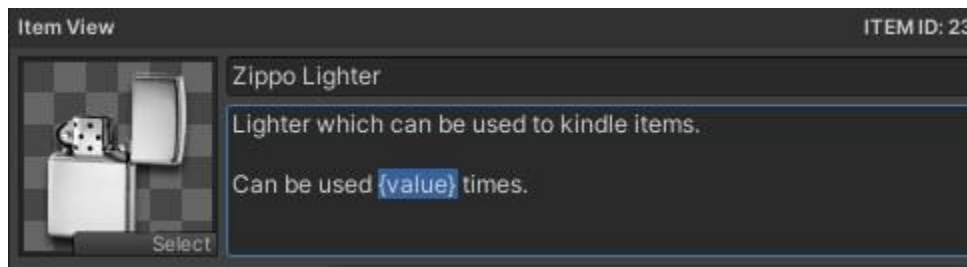 Item View
ITEM ID: 23
Zippo Lighter
Lighter which can be used to kindle items.
Can be used {value} times.
Select